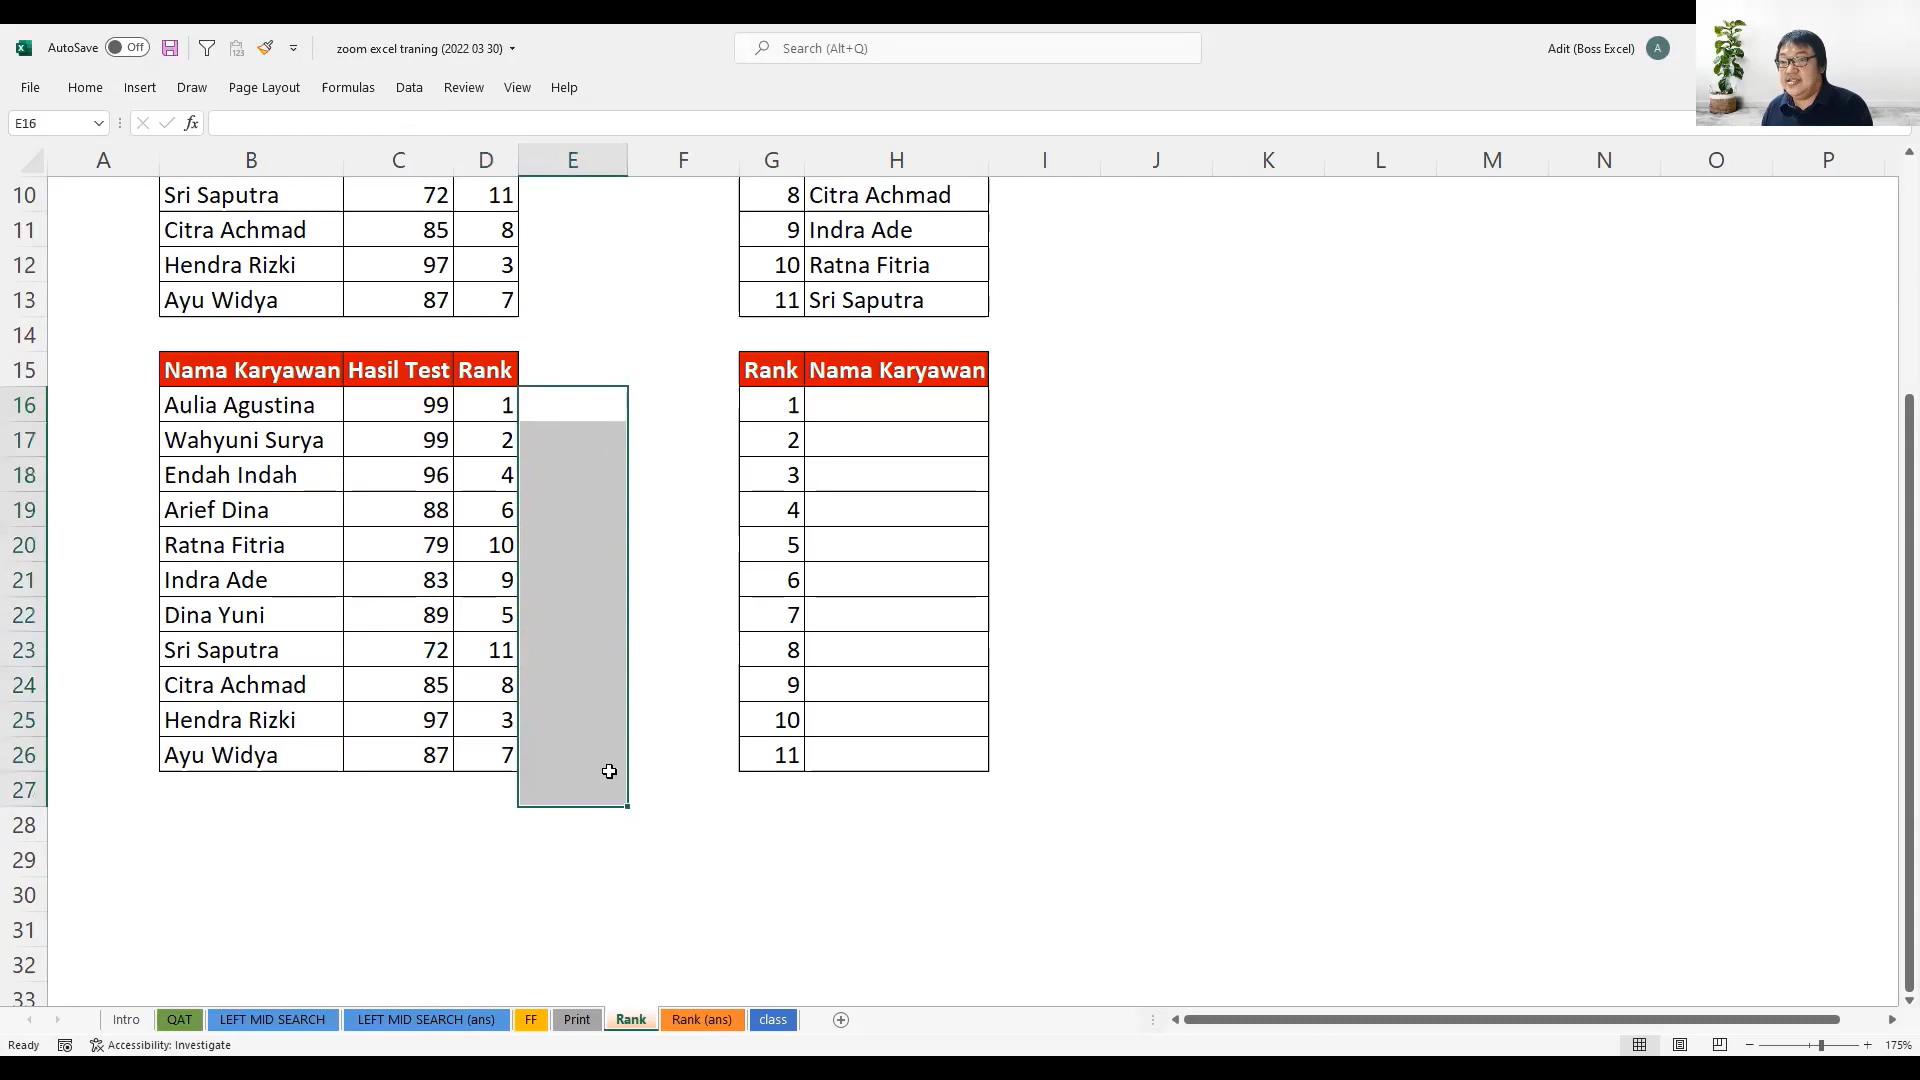 AutoSave Off zoom excel traning (2022 03 30) Search (Alt+Q) Adit (Boss Excel) A
File Home Insert Draw Page Layout Formulas Data Review View Help
E16 fx
A B C D E F G H I J K L M N O P
10 Sri Saputra 72 11 8 Citra Achmad
11 Citra Achmad 85 8 9 Indra Ade
12 Hendra Rizki 97 3 10 Ratna Fitria
13 Ayu Widya 87 7 11 Sri Saputra
14
15 Nama Karyawan Hasil Test Rank Rank Nama Karyawan
16 Aulia Agustina 99 1 1
17 Wahyuni Surya 99 2 2
18 Endah Indah 96 4 3
19 Arief Dina 88 6 4
20 Ratna Fitria 79 10 5
21 Indra Ade 83 9 6
22 Dina Yuni 89 5 7
23 Sri Saputra 72 11 8
24 Citra Achmad 85 8 9
25 Hendra Rizki 97 3 10
26 Ayu Widya 87 7 11
27
28
29
30
31
32
33
Intro QAT LEFT MID SEARCH LEFT MID SEARCH (ans) FF Print Rank Rank (ans) class
Ready Accessibility: Investigate 175%